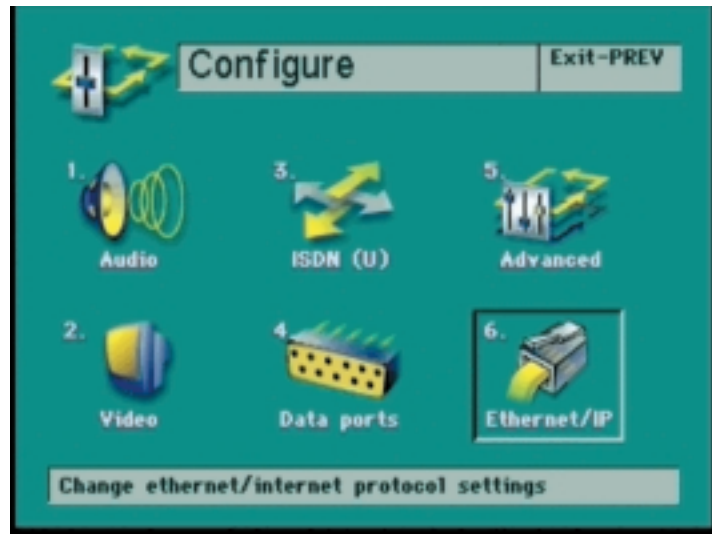 Configure
Exit-PREV
1.
Audio
3.
ISDN (U)
5.
Advanced
2.
Video
4.
Data ports
6.
Ethernet/IP
Change ethernet/internet protocol settings